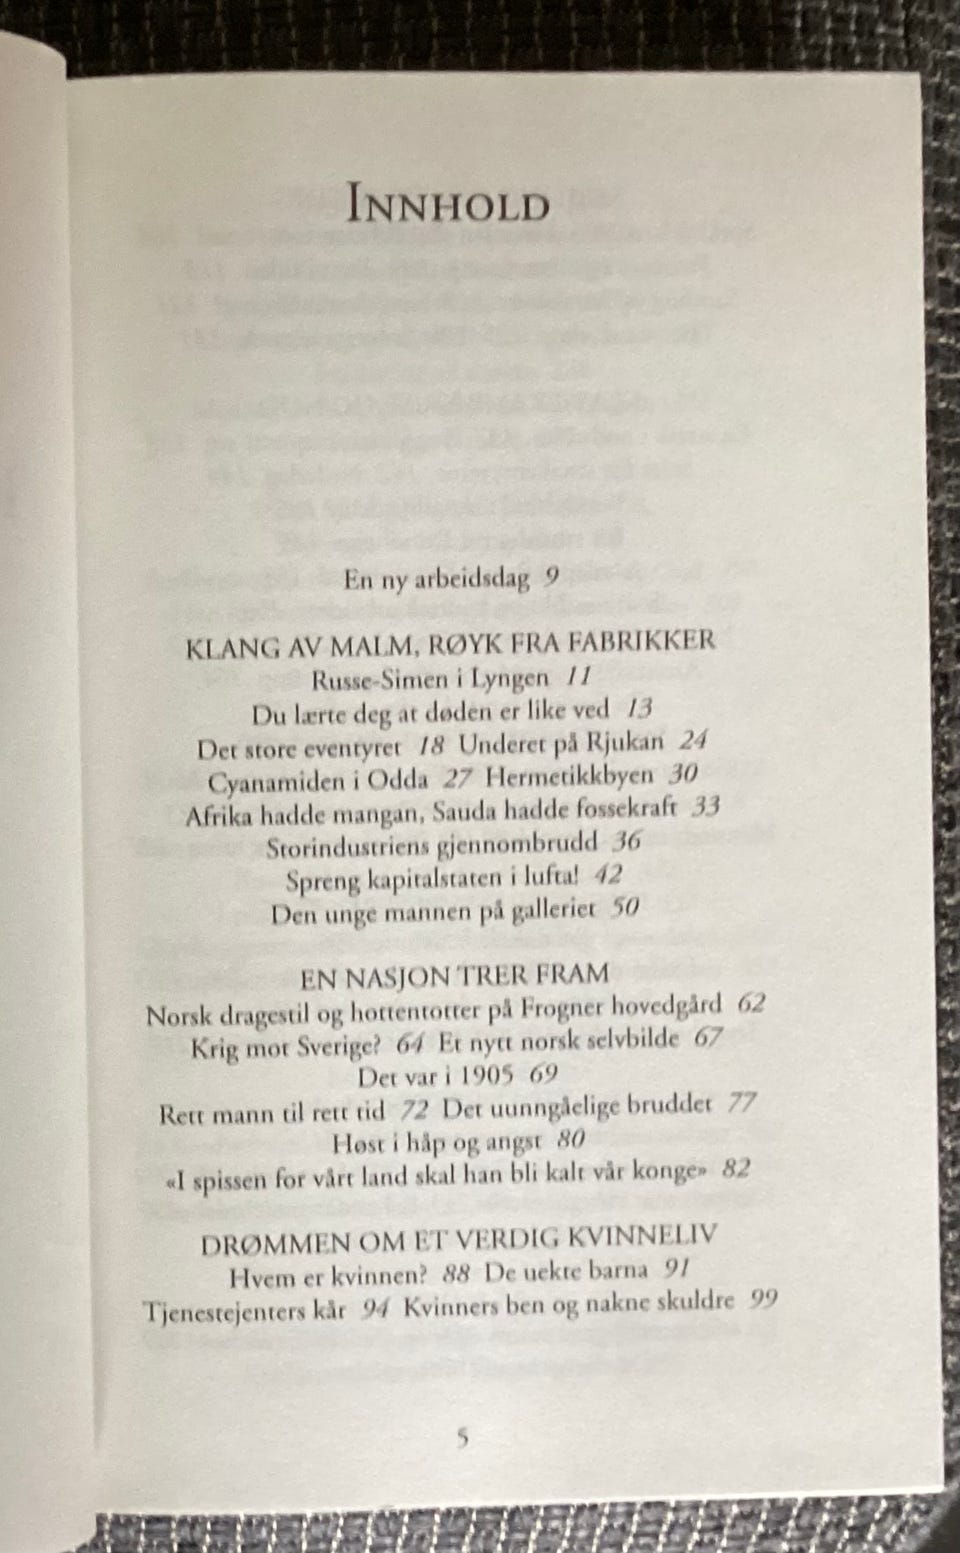 INNHOLD
En ny arbeidsdag 9
KLANG AV MALM, RØYK FRA FABRIKKER
Russe-Simen i Lyngen 11
Du lærte deg at døden er like ved 13
Det store eventyret 18 Underet på Rjukan 24
Cyanamiden i Odda 27 Hermetikkbyen 30
Afrika hadde mangan, Sauda hadde fossekraft 33
Storindustriens gjennombrudd 36
Spreng kapitalstaten i lufta! 42
Den unge mannen på galleriet 50
EN NASJON TRER FRAM
Norsk dragestil og hottentotter på Frogner hovedgård 62
Krig mot Sverige? 64 Et nytt norsk selvbilde 67
Det var i 1905 69
Rett mann til rett tid 72 Det uunngåelige bruddet 77
Høst i håp og angst 80
«I spissen for vårt land skal han bli kalt vår konge» 82
DRØMMEN OM ET VERDIG KVINNELIV
Hvem er kvinnen? 88 De uekte barna 91
Tjenestejenters kår 94 Kvinners ben og nakne skuldre 99
5